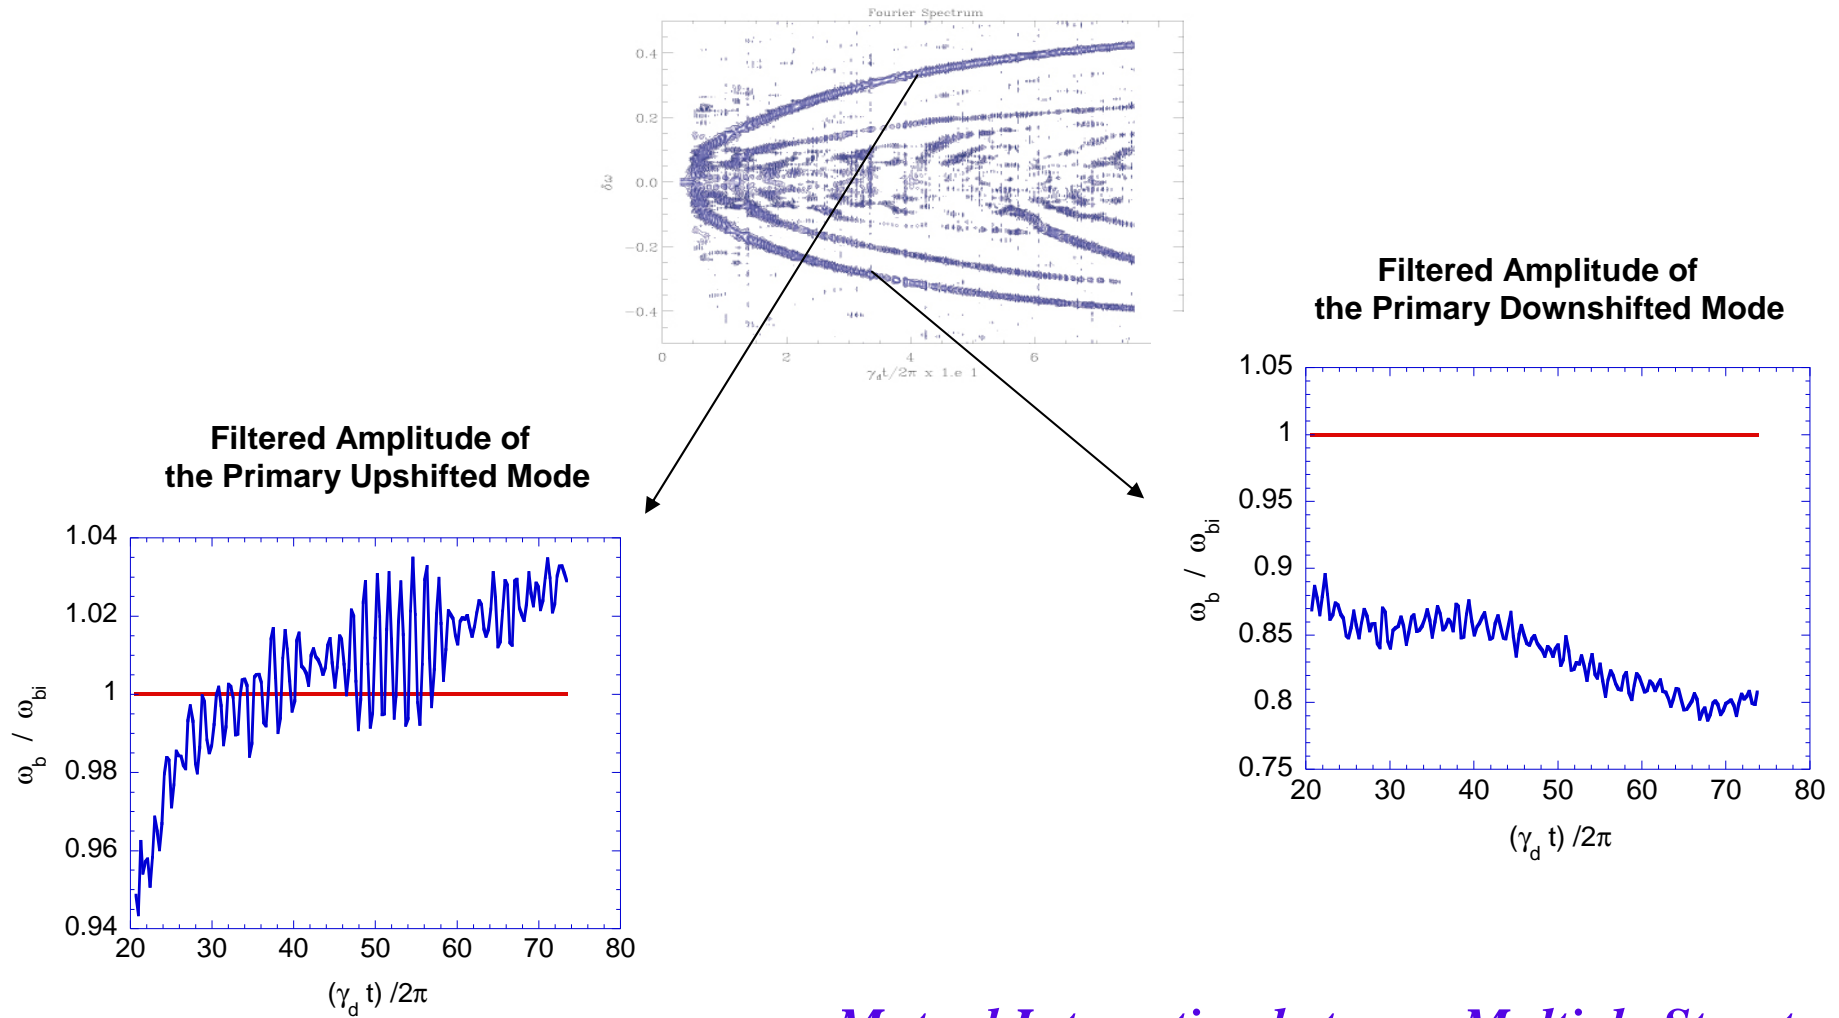 Fourier Spectrum
0.4
0.2
0.0
−0.2
−0.4
δω
0 2 4 6
γdt/2π x 1.e 1
Filtered Amplitude of
the Primary Downshifted Mode
1.05
1
0.95
0.9
0.85
0.8
0.75
ωb / ωbi
20 30 40 50 60 70 80
(γd t) /2π
Filtered Amplitude of
the Primary Upshifted Mode
1.04
1.02
1
0.98
0.96
0.94
ωb / ωbi
20 30 40 50 60 70 80
(γd t) /2π